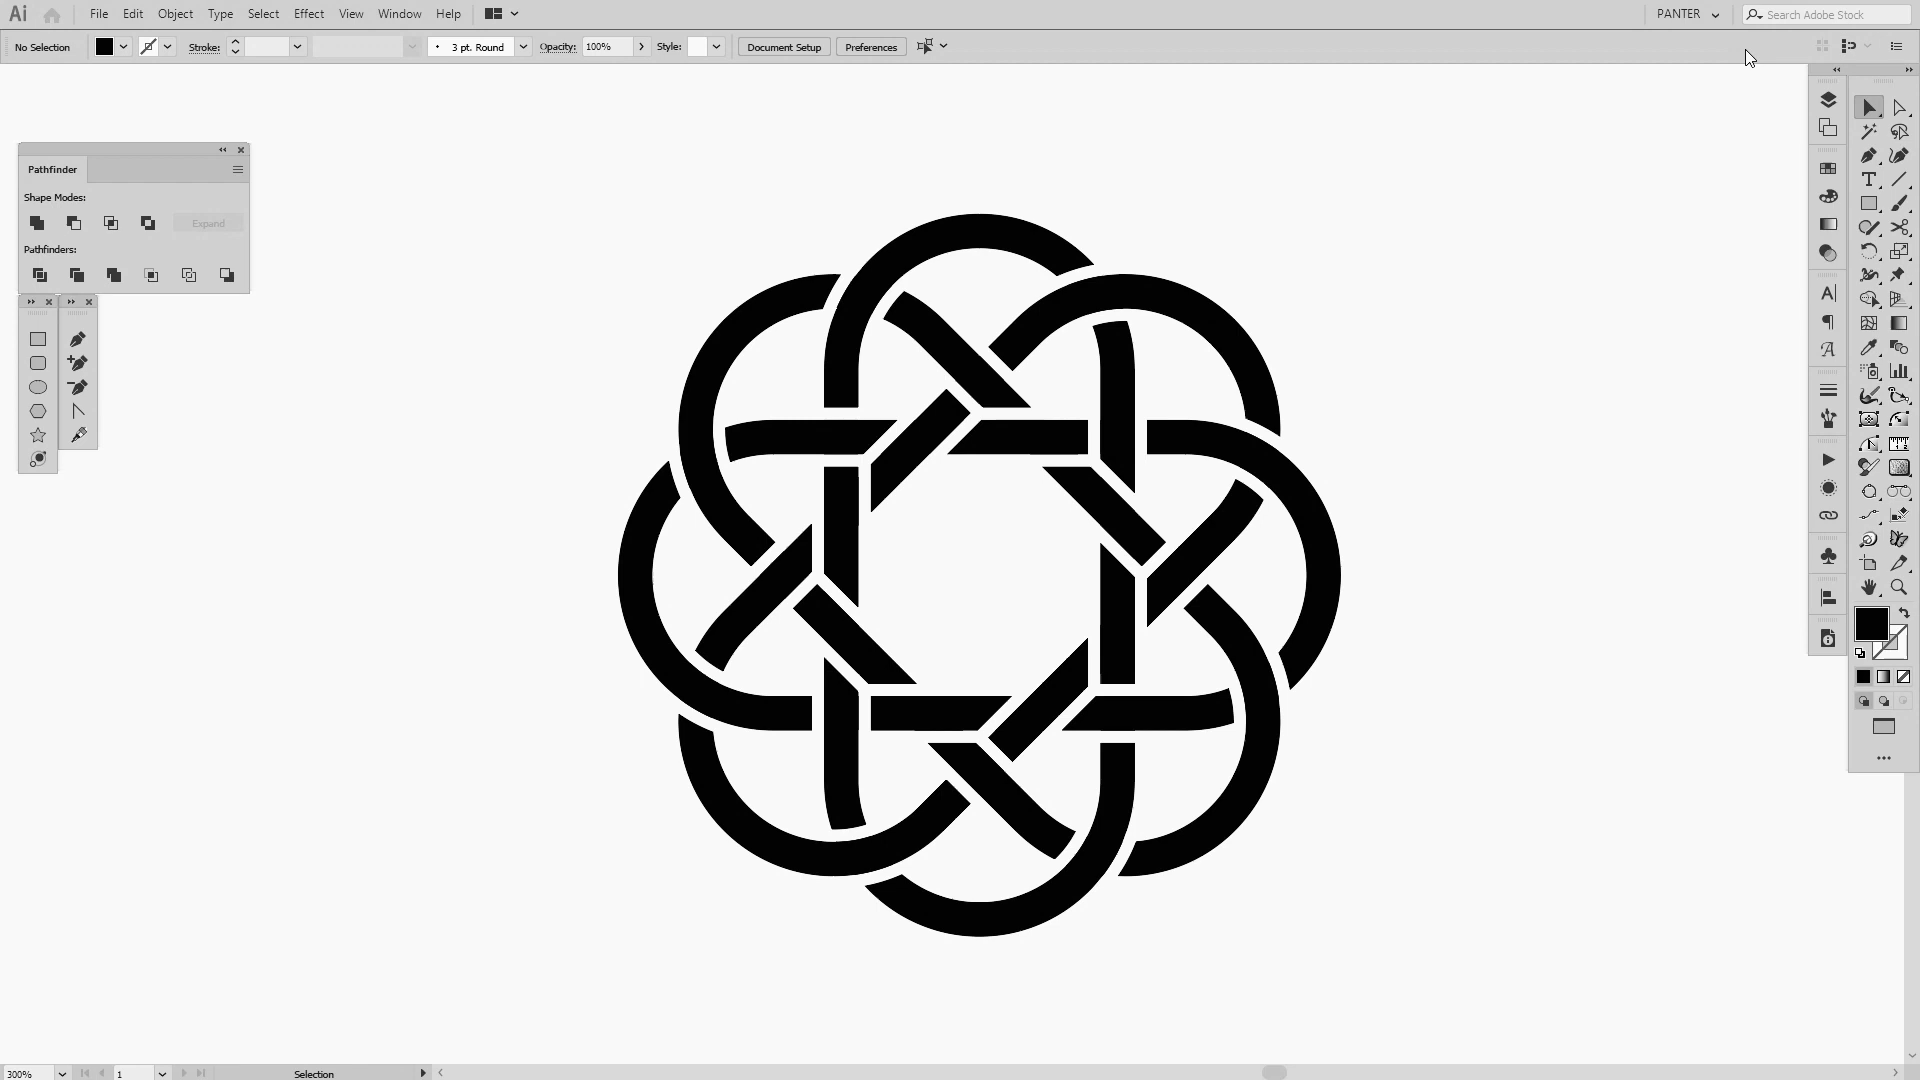 Ai File Edit Object Type Select Effect View Window Help PANTER Search Adobe Stock
No Selection Stroke: 3 pt. Round Opacity: 100% Style: Document Setup Preferences
Pathfinder
Shape Modes:
Expand
Pathfinders:
300% 1 Selection